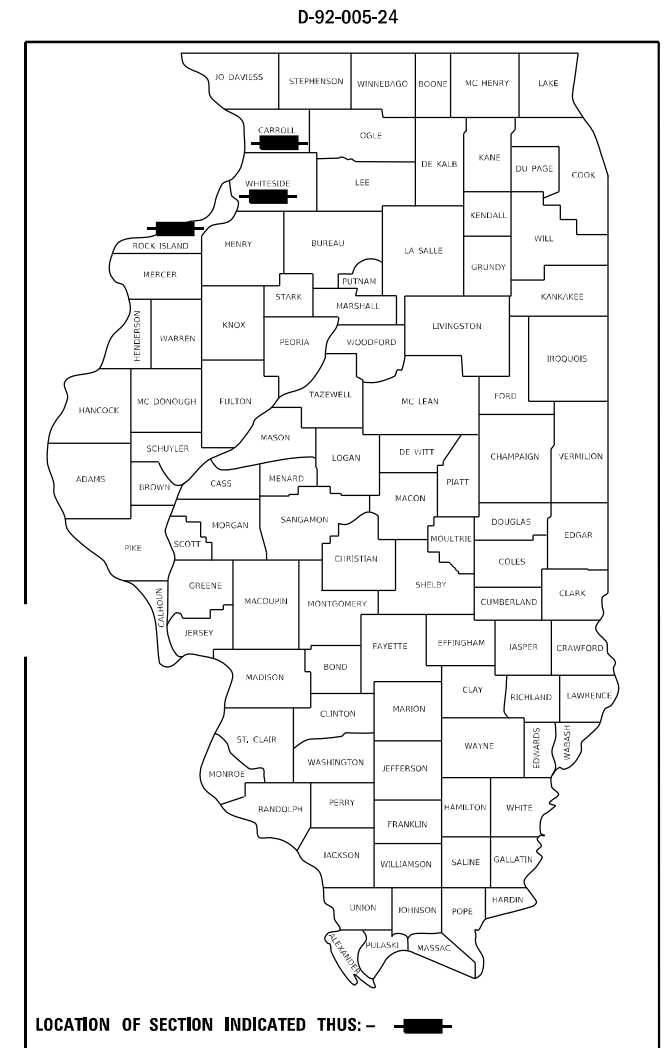 D-92-005-24
JO DAVIESS
STEPHENSON
WINNEBAGO
BOONE
MC HENRY
LAKE
CARROLL
OGLE
DE KALB
KANE
DU PAGE
COOK
WHITESIDE
LEE
KENDALL
WILL
ROCK ISLAND
HENRY
BUREAU
LA SALLE
GRUNDY
MERCER
PUTNAM
STARK
MARSHALL
KANKAKEE
HENDERSON
WARREN
KNOX
PEORIA
WOODFORD
LIVINGSTON
IROQUOIS
HANCOCK
MC DONOUGH
FULTON
TAZEWELL
MC LEAN
FORD
SCHUYLER
MASON
LOGAN
DE WITT
CHAMPAIGN
VERMILION
ADAMS
BROWN
CASS
MENARD
MACON
PIATT
PIKE
SCOTT
MORGAN
SANGAMON
CHRISTIAN
MOULTRIE
DOUGLAS
EDGAR
COLES
CALHOUN
GREENE
MACOUPIN
MONTGOMERY
SHELBY
CUMBERLAND
CLARK
JERSEY
FAYETTE
EFFINGHAM
JASPER
CRAWFORD
MADISON
BOND
CLAY
RICHLAND
LAWRENCE
CLINTON
MARION
ST. CLAIR
WAYNE
EDWARDS
WABASH
MONROE
WASHINGTON
JEFFERSON
RANDOLPH
PERRY
HAMILTON
WHITE
FRANKLIN
JACKSON
WILLIAMSON
SALINE
GALLATIN
UNION
JOHNSON
POPE
HARDIN
ALEXANDER
PULASKI
MASSAC
LOCATION OF SECTION INDICATED THUS: –